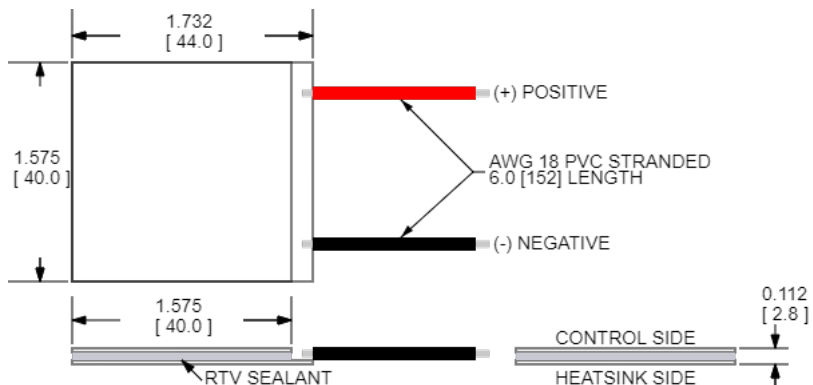 1.732
[ 44.0 ]
(+) POSITIVE
1.575
[ 40.0 ]
AWG 18 PVC STRANDED
6.0 [152] LENGTH
(-) NEGATIVE
1.575
[ 40.0 ]
0.112
[ 2.8 ]
CONTROL SIDE
RTV SEALANT
HEATSINK SIDE